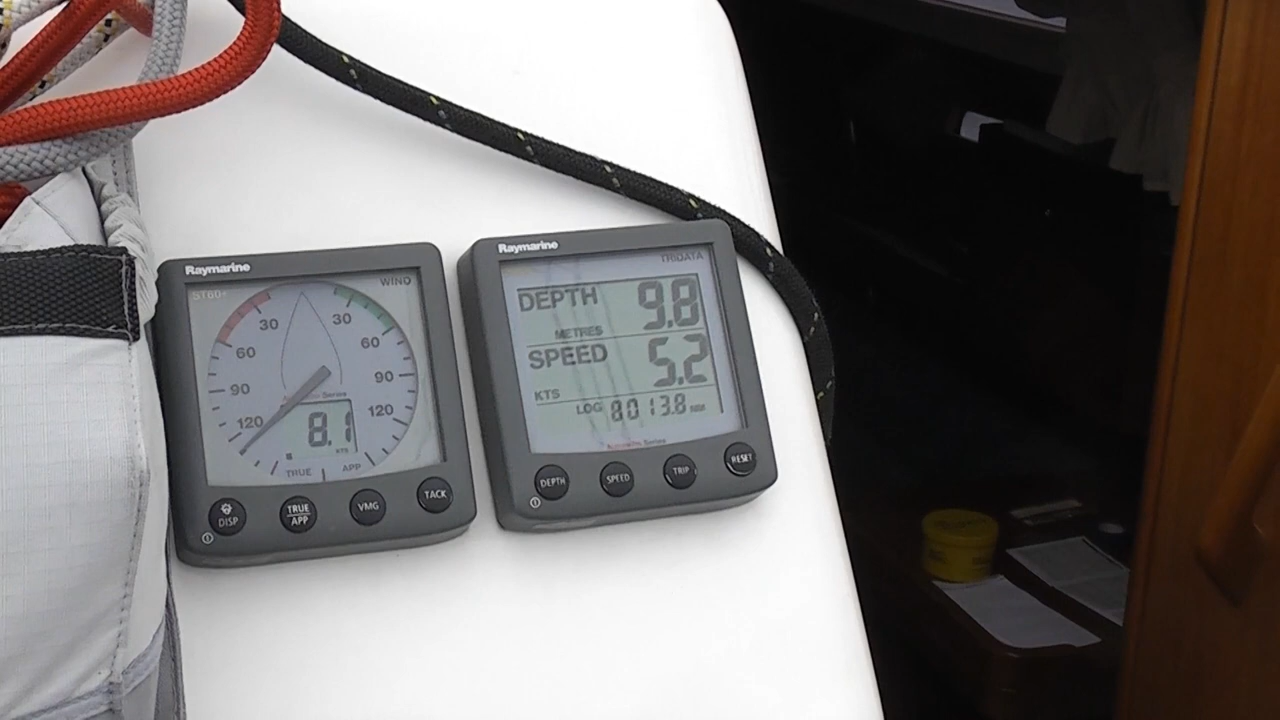 Raymarine
ST60+
WIND
30 30
60 60
90 90
120 120
8.1
KTS
TRUE APP
DISP
TRUE APP
VMG
TACK
Raymarine
TRIDATA
DEPTH 9.8
METRES
SPEED 5.2
KTS
LOG 8013.8 NM
Series
DEPTH
SPEED
TRIP
RESET